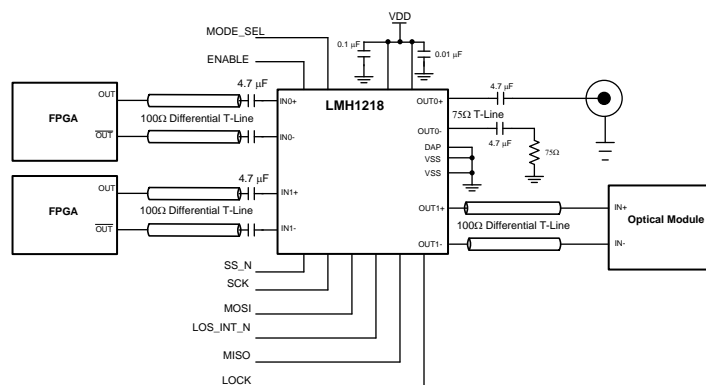 VDD
MODE_SEL
0.1 µF
0.01 µF
ENABLE
4.7 µF
4.7 µF
OUT
FPGA
IN0+
LMH1218
OUT0+
100Ω Differential T-Line
75Ω T-Line
OUT
IN0-
OUT0-
4.7 µF
75Ω
DAP
VSS
VSS
4.7 µF
OUT
FPGA
IN1+
100Ω Differential T-Line
OUT
IN1-
OUT1+
IN+
100Ω Differential T-Line
Optical Module
OUT1-
IN-
SS_N
SCK
MOSI
LOS_INT_N
MISO
LOCK